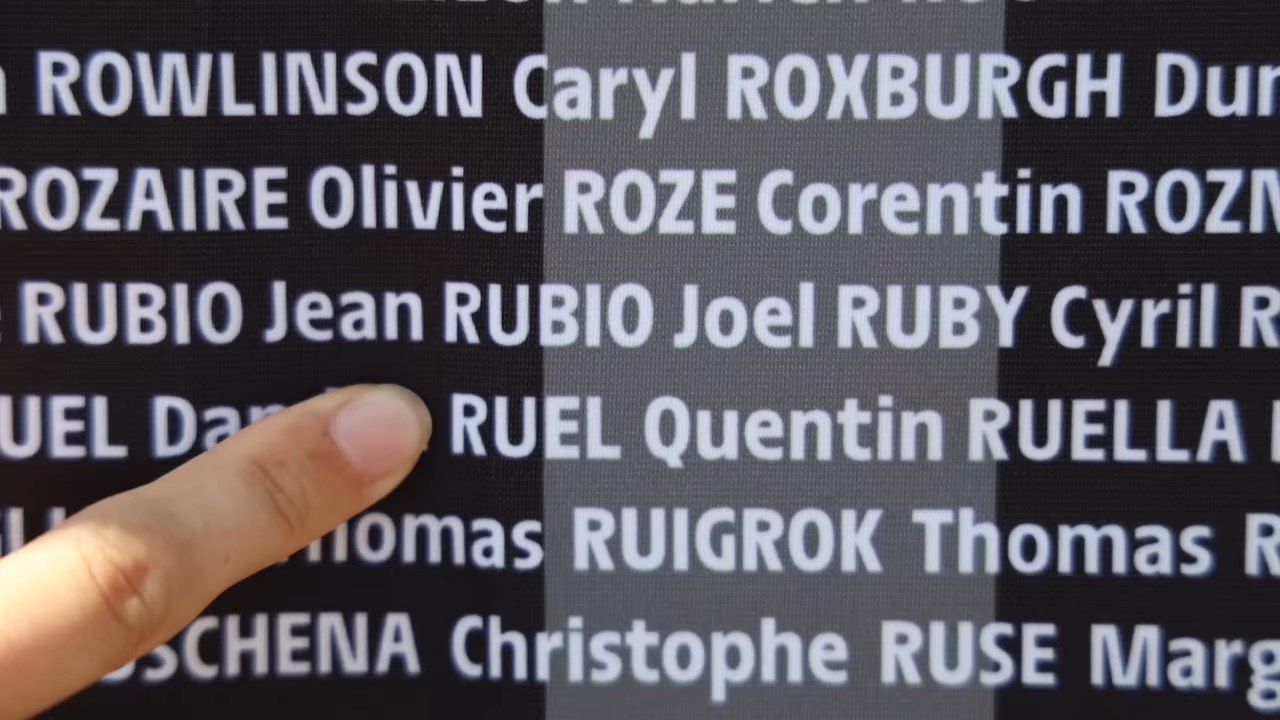 ROWLINSON Caryl ROXBURGH
ROZAIRE Olivier ROZE Corentin
RUBIO Jean RUBIO Joel RUBY Cyril
RUEL Quentin RUELLA
Thomas RUIGROK Thomas
Christophe RUSE